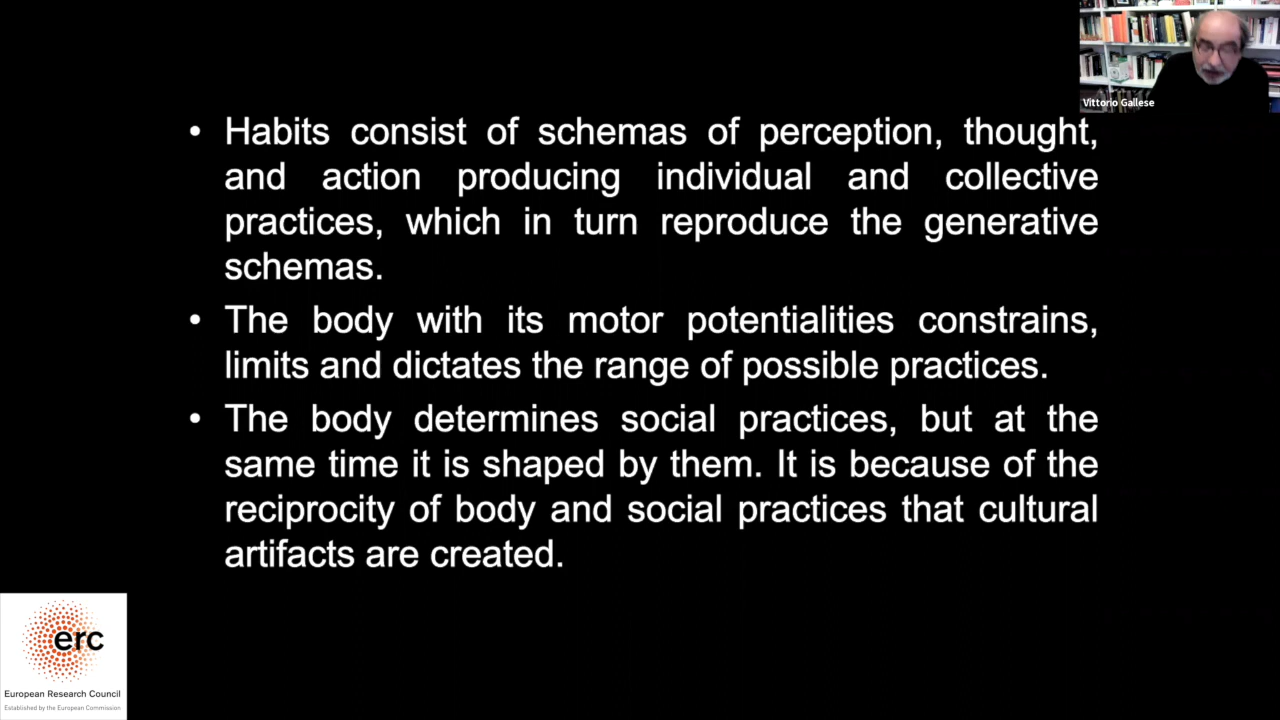 Vittorio Gallese
• Habits consist of schemas of perception, thought,
and action producing individual and collective
practices, which in turn reproduce the generative
schemas.
• The body with its motor potentialities constrains,
limits and dictates the range of possible practices.
• The body determines social practices, but at the
same time it is shaped by them. It is because of the
reciprocity of body and social practices that cultural
artifacts are created.
erc
European Research Council
Established by the European Commission